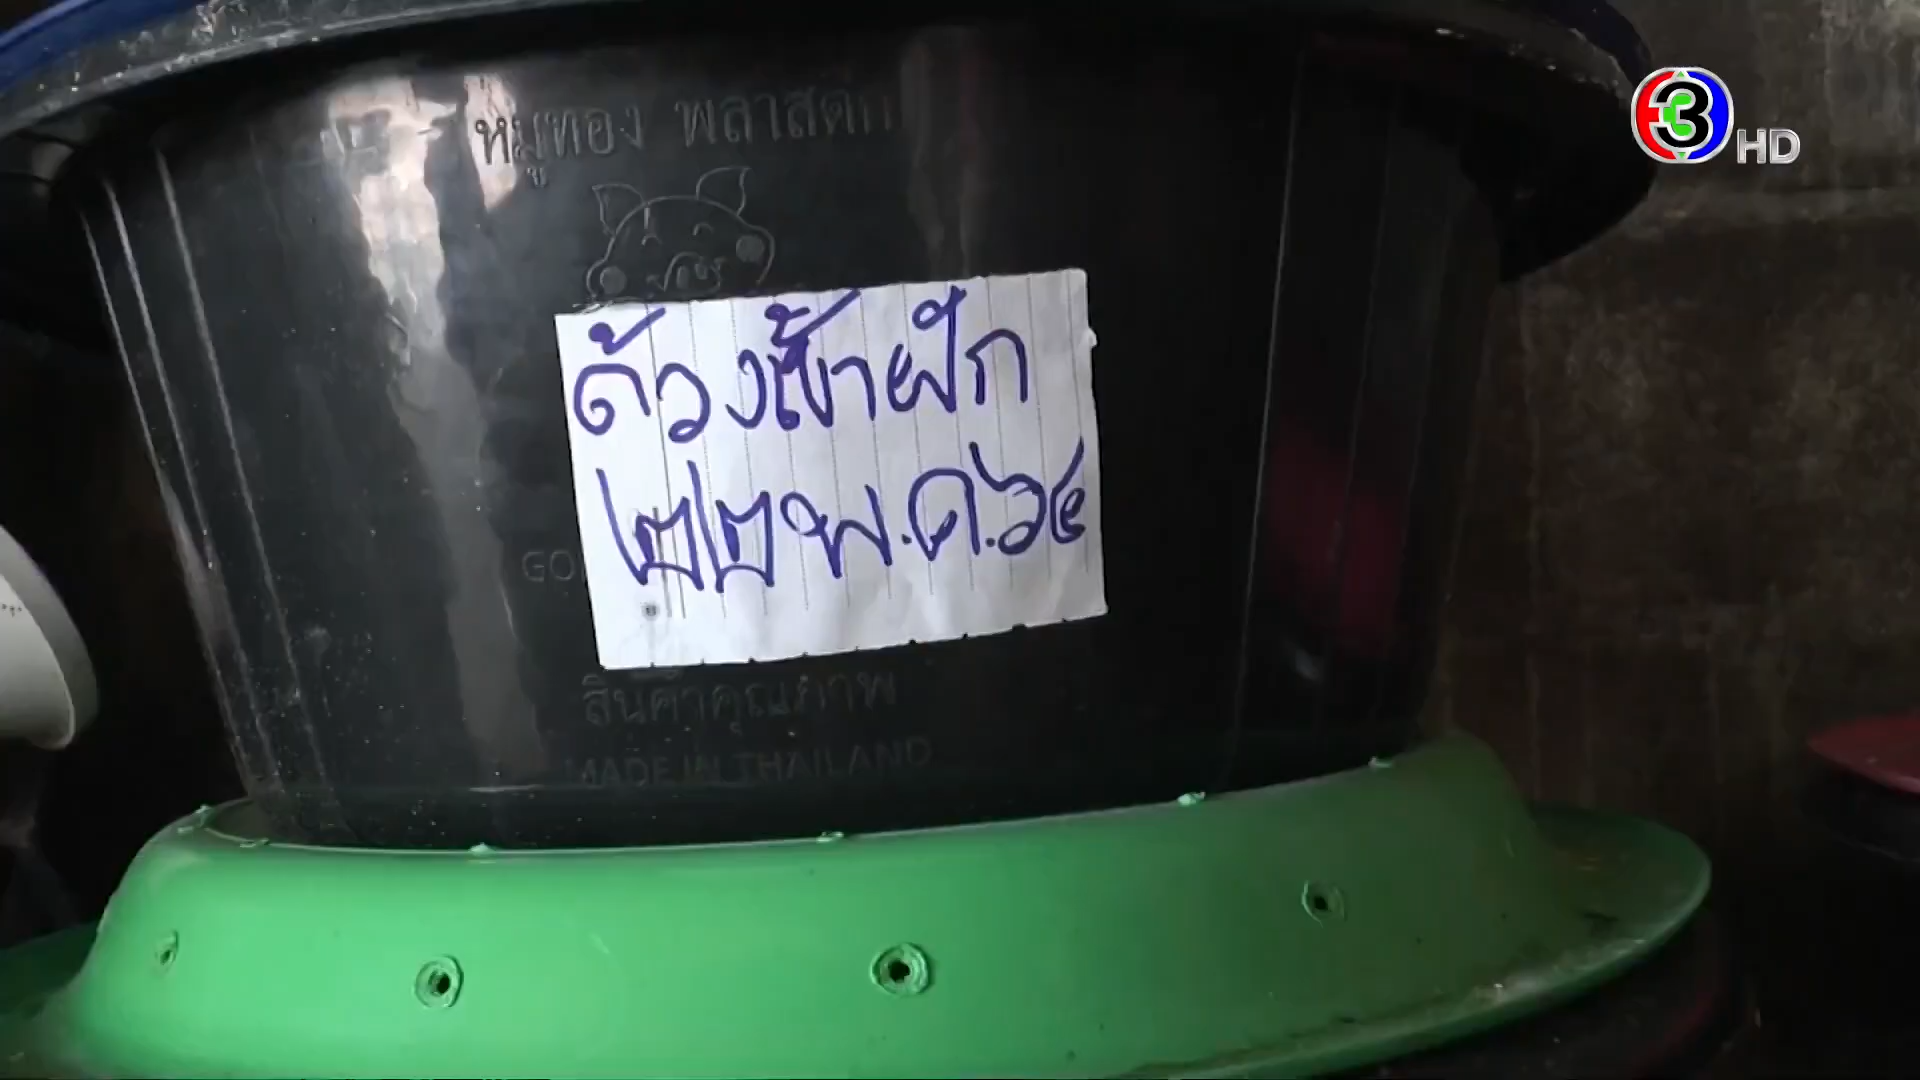 3 HD
หมูทอง พลาสติก
ด้วงเข้าฝัก
๒๒ พ.ค.๖๔
GO
สินค้าคุณภาพ
MADE IN THAILAND